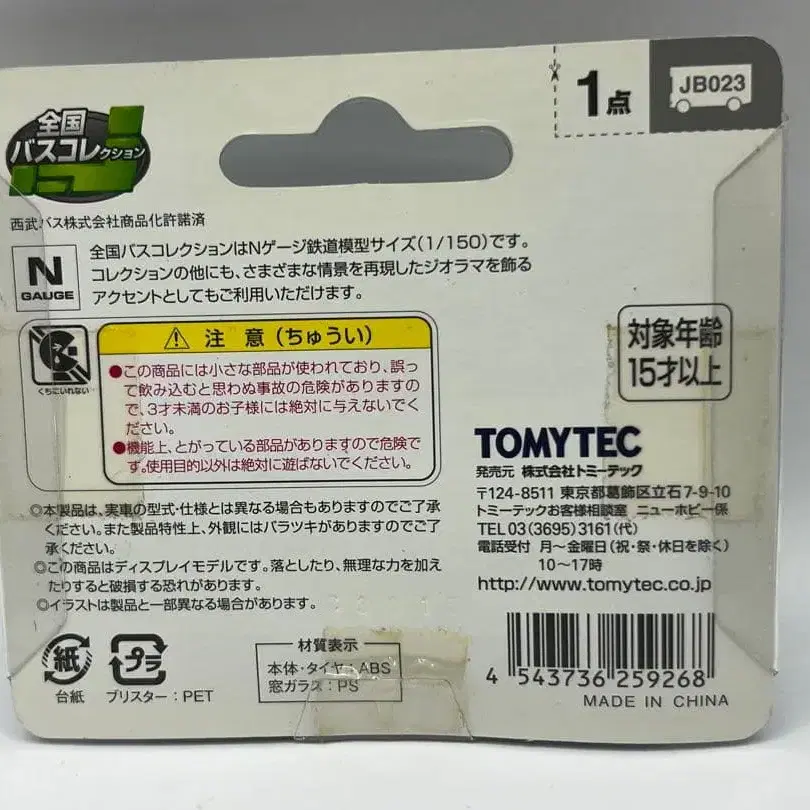 全国
バスコレクション
1点
JB023
西武バス株式会社商品化許諾済
N
GAUGE
全国バスコレクションはNゲージ鉄道模型サイズ(1/150)です。
コレクションの他にも、さまざまな情景を再現したジオラマを飾る
アクセントとしてもご利用いただけます。
くちにいれない
注 意(ちゅうい)
●この商品には小さな部品が使われており、誤っ
て飲み込むと思わぬ事故の危険がありますの
で、3才未満のお子様には絶対に与えないでく
ださい。
●機能上、とがっている部品がありますので危険で
す。使用目的以外は絶対に遊ばないでください。
対象年齢
15才以上
◎本製品は、実車の型式・仕様とは異なる場合もありますのでご了承
ください。また製品特性上、外観にはバラツキがありますのでご了
承ください。
◎この商品はディスプレイモデルです。落としたり、無理な力を加え
たりすると破損する恐れがあります。
◎イラストは製品と一部異なる場合があります。
TOMYTEC
発売元 株式会社トミーテック
〒124-8511 東京都葛飾区立石7-9-10
トミーテックお客様相談室 ニューホビー係
TEL 03(3695)3161(代)
電話受付 月〜金曜日(祝・祭・休日を除く)
10〜17時
http://www.tomytec.co.jp
紙
台紙
プラ
ブリスター:PET
材質表示
本体・タイヤ:ABS
窓ガラス:PS
4 543736 259268
MADE IN CHINA